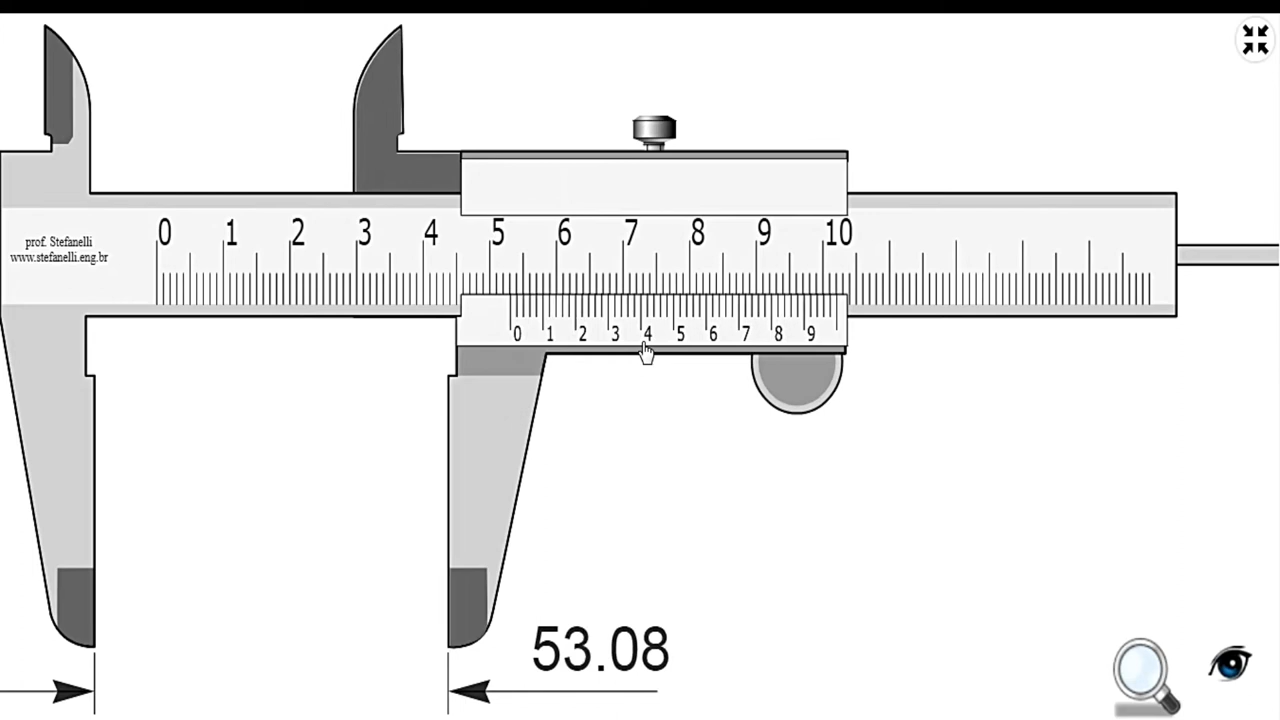 0 1 2 3 4 5 6 7 8 9 10
prof. Stefanelli
www.stefanelli.eng.br
0 1 2 3 4 5 6 7 8 9
53.08